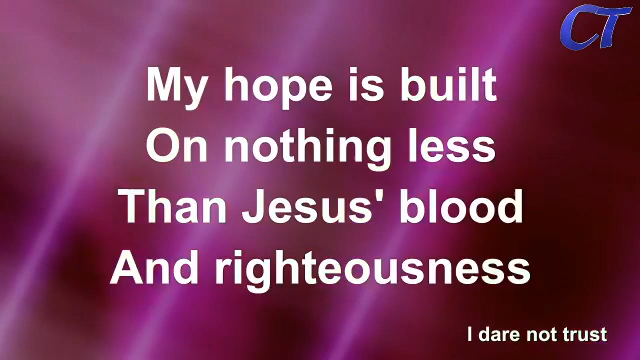 CT
My hope is built
On nothing less
Than Jesus' blood
And righteousness
I dare not trust